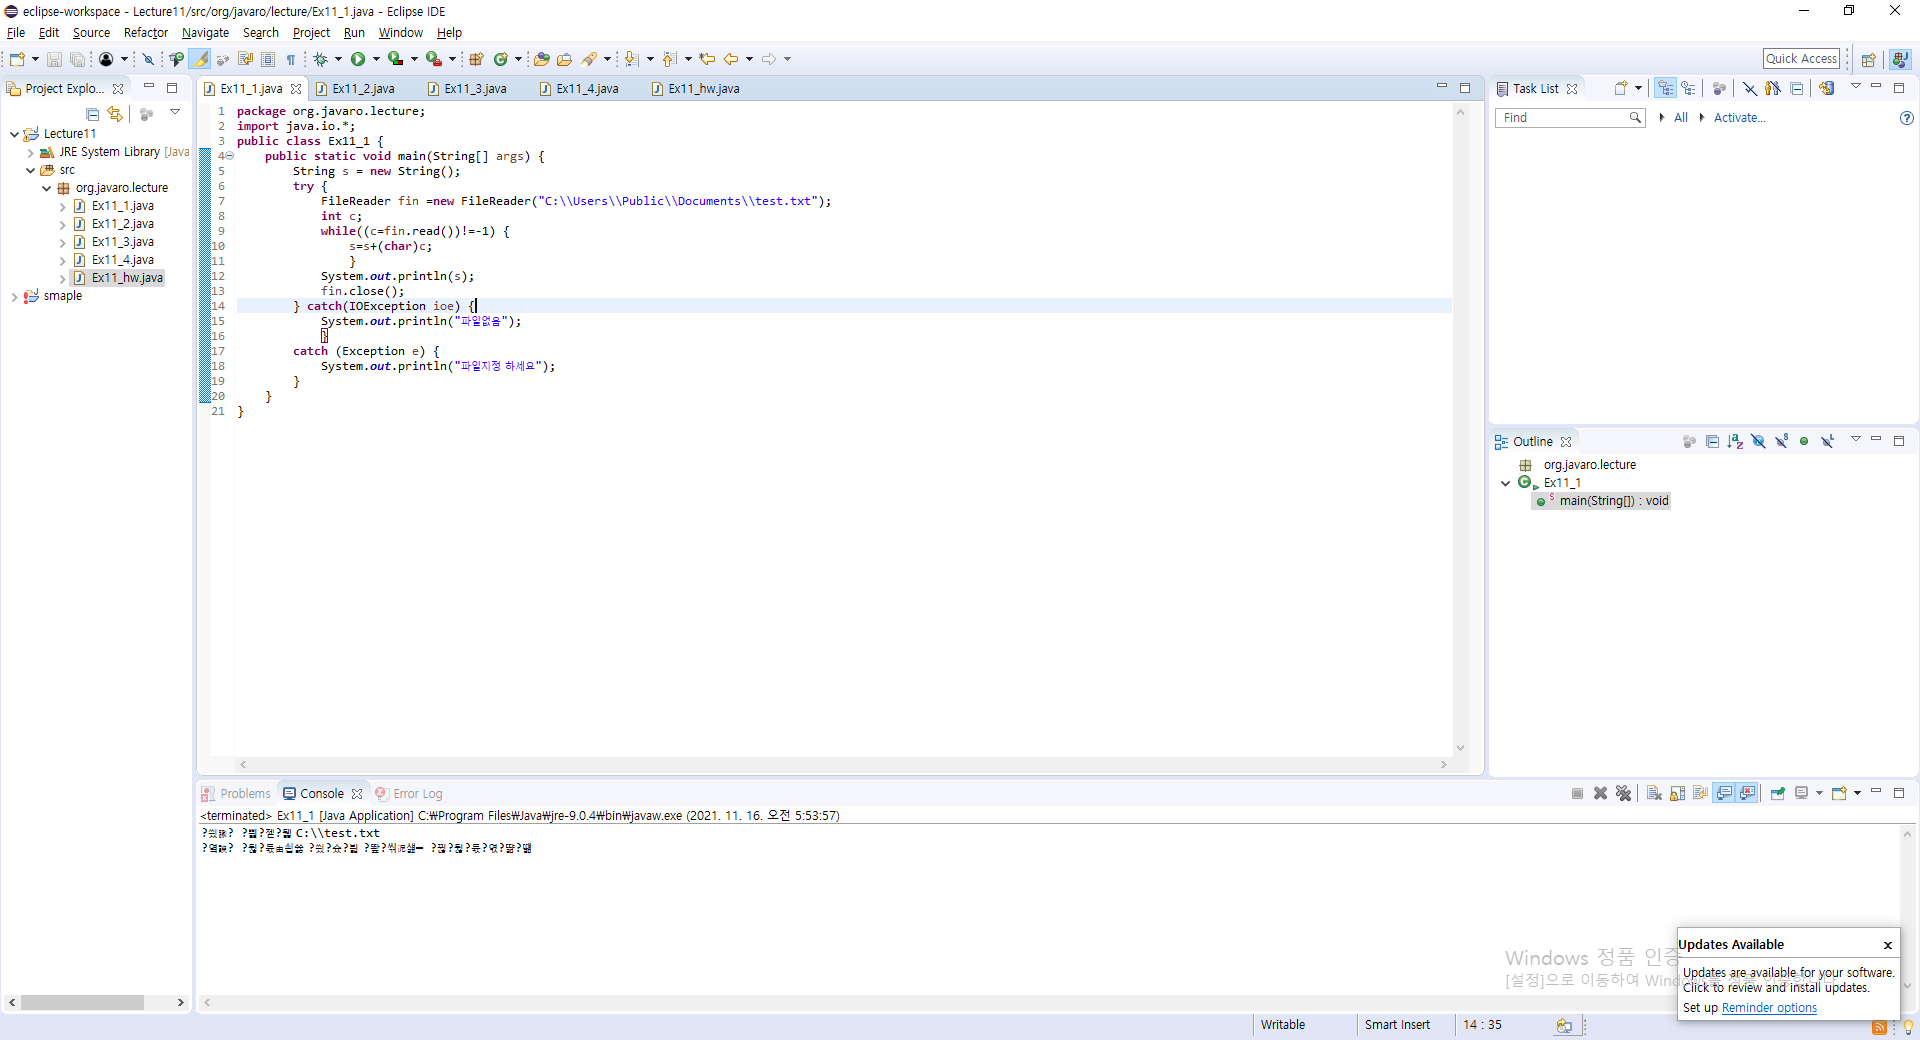 eclipse-workspace - Lecture11/src/org/javaro/lecture/Ex11_1.java - Eclipse IDE
File Edit Source Refactor Navigate Search Project Run Window Help
Quick Access
Project Explo...
Lecture11
JRE System Library [Java
src
org.javaro.lecture
Ex11_1.java
Ex11_2.java
Ex11_3.java
Ex11_4.java
Ex11_hw.java
smaple
Ex11_1.java Ex11_2.java Ex11_3.java Ex11_4.java Ex11_hw.java
1 package org.javaro.lecture;
2 import java.io.*;
3 public class Ex11_1 {
4 public static void main(String[] args) {
5 String s = new String();
6 try {
7 FileReader fin =new FileReader("C:\\Users\\Public\\Documents\\test.txt");
8 int c;
9 while((c=fin.read())!=-1) {
10 s=s+(char)c;
11 }
12 System.out.println(s);
13 fin.close();
14 } catch(IOException ioe) {
15 System.out.println("파일없음");
16 }
17 catch (Exception e) {
18 System.out.println("파일지정 하세요");
19 }
20 }
21 }
Task List
Find All Activate...
Outline
org.javaro.lecture
Ex11_1
main(String[]) : void
Problems Console Error Log
<terminated> Ex11_1 [Java Application] C:₩Program Files₩Java₩jre-9.0.4₩bin₩javaw.exe (2021. 11. 16. 오전 5:53:57)
C:\\test.txt
Windows 정품 인증
[설정]으로 이동하여
Updates Available
Updates are available for your software.
Click to review and install updates.
Set up Reminder options
Writable Smart Insert 14 : 35